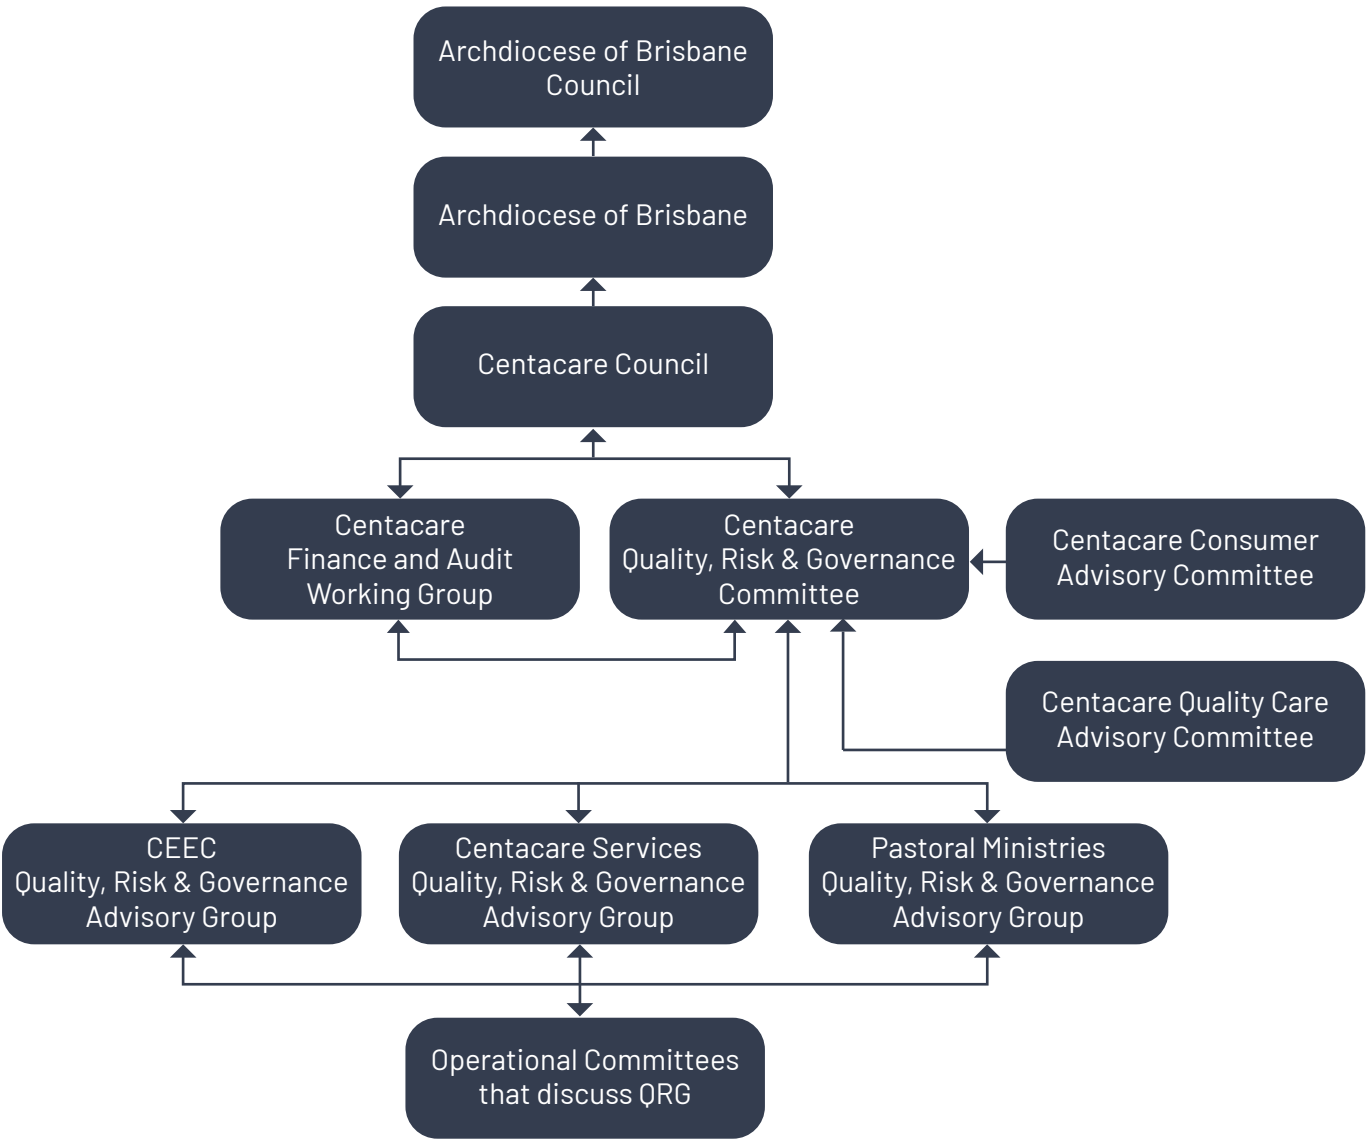 Archdiocese of Brisbane
Council
Archdiocese of Brisbane
Centacare Council
Centacare
Finance and Audit
Working Group
Centacare
Quality, Risk & Governance
Committee
Centacare Consumer
Advisory Committee
Centacare Quality Care
Advisory Committee
CEEC
Quality, Risk & Governance
Advisory Group
Centacare Services
Quality, Risk & Governance
Advisory Group
Pastoral Ministries
Quality, Risk & Governance
Advisory Group
Operational Committees
that discuss QRG